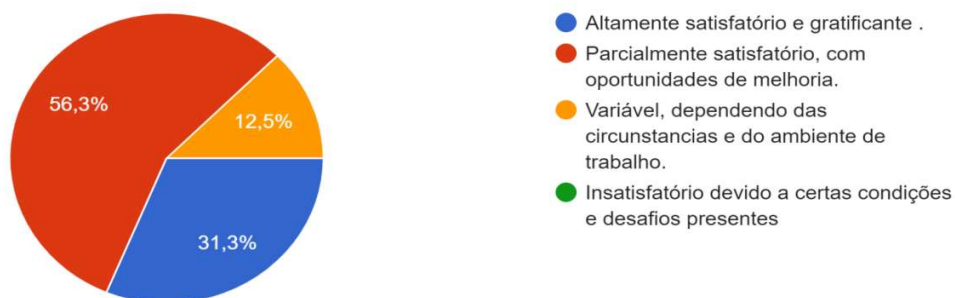 56,3%
12,5%
31,3%
Altamente satisfatório e gratificante .
Parcialmente satisfatório, com
oportunidades de melhoria.
Variável, dependendo das
circunstancias e do ambiente de
trabalho.
Insatisfatório devido a certas condições
e desafios presentes